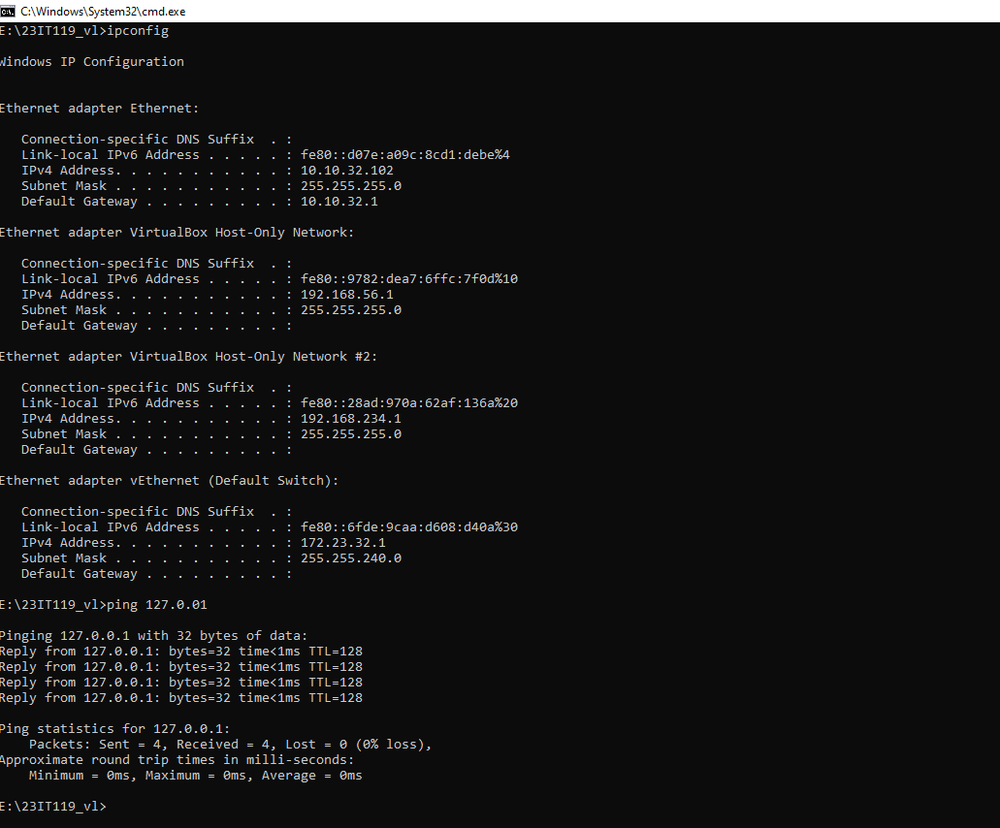 C:\Windows\System32\cmd.exe
E:\23IT119_vl>ipconfig
Windows IP Configuration
Ethernet adapter Ethernet:
Connection-specific DNS Suffix  . :
Link-local IPv6 Address . . . . . : fe80::d07e:a09c:8cd1:debe%4
IPv4 Address. . . . . . . . . . . : 10.10.32.102
Subnet Mask . . . . . . . . . . . : 255.255.255.0
Default Gateway . . . . . . . . . : 10.10.32.1
Ethernet adapter VirtualBox Host-Only Network:
Connection-specific DNS Suffix  . :
Link-local IPv6 Address . . . . . : fe80::9782:dea7:6ffc:7f0d%10
IPv4 Address. . . . . . . . . . . : 192.168.56.1
Subnet Mask . . . . . . . . . . . : 255.255.255.0
Default Gateway . . . . . . . . . :
Ethernet adapter VirtualBox Host-Only Network #2:
Connection-specific DNS Suffix  . :
Link-local IPv6 Address . . . . . : fe80::28ad:970a:62af:136a%20
IPv4 Address. . . . . . . . . . . : 192.168.234.1
Subnet Mask . . . . . . . . . . . : 255.255.255.0
Default Gateway . . . . . . . . . :
Ethernet adapter vEthernet (Default Switch):
Connection-specific DNS Suffix  . :
Link-local IPv6 Address . . . . . : fe80::6fde:9caa:d608:d40a%30
IPv4 Address. . . . . . . . . . . : 172.23.32.1
Subnet Mask . . . . . . . . . . . : 255.255.240.0
Default Gateway . . . . . . . . . :
E:\23IT119_vl>ping 127.0.01
Pinging 127.0.0.1 with 32 bytes of data:
Reply from 127.0.0.1: bytes=32 time<1ms TTL=128
Reply from 127.0.0.1: bytes=32 time<1ms TTL=128
Reply from 127.0.0.1: bytes=32 time<1ms TTL=128
Reply from 127.0.0.1: bytes=32 time<1ms TTL=128
Ping statistics for 127.0.0.1:
Packets: Sent = 4, Received = 4, Lost = 0 (0% loss),
Approximate round trip times in milli-seconds:
Minimum = 0ms, Maximum = 0ms, Average = 0ms
E:\23IT119_vl>